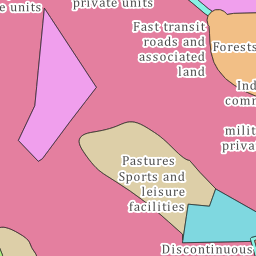 e units
private units
Fast transit
roads and
associated
land
Forests
Ind
comm
milit
priva
Pastures
Sports and
leisure
facilities
Discontinuous